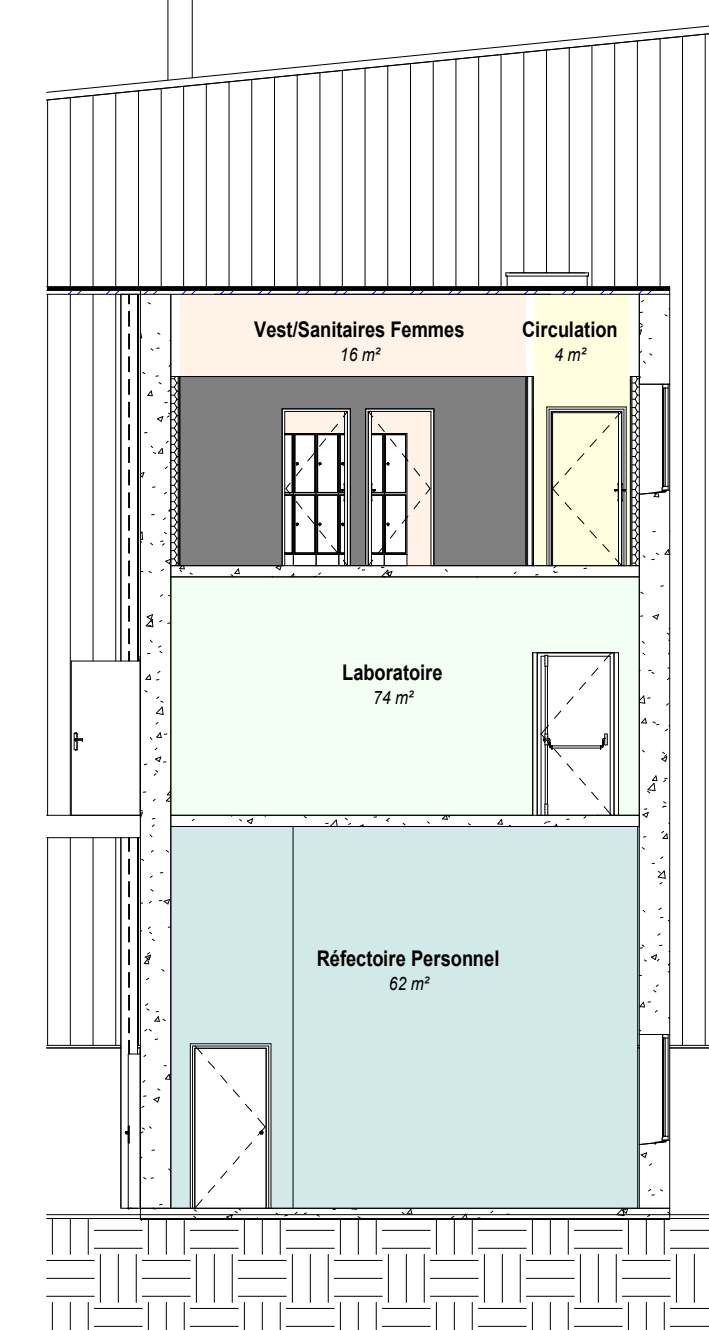 Vest/Sanitaires Femmes
16 m²
Circulation
4 m²
Laboratoire
74 m²
Réfectoire Personnel
62 m²